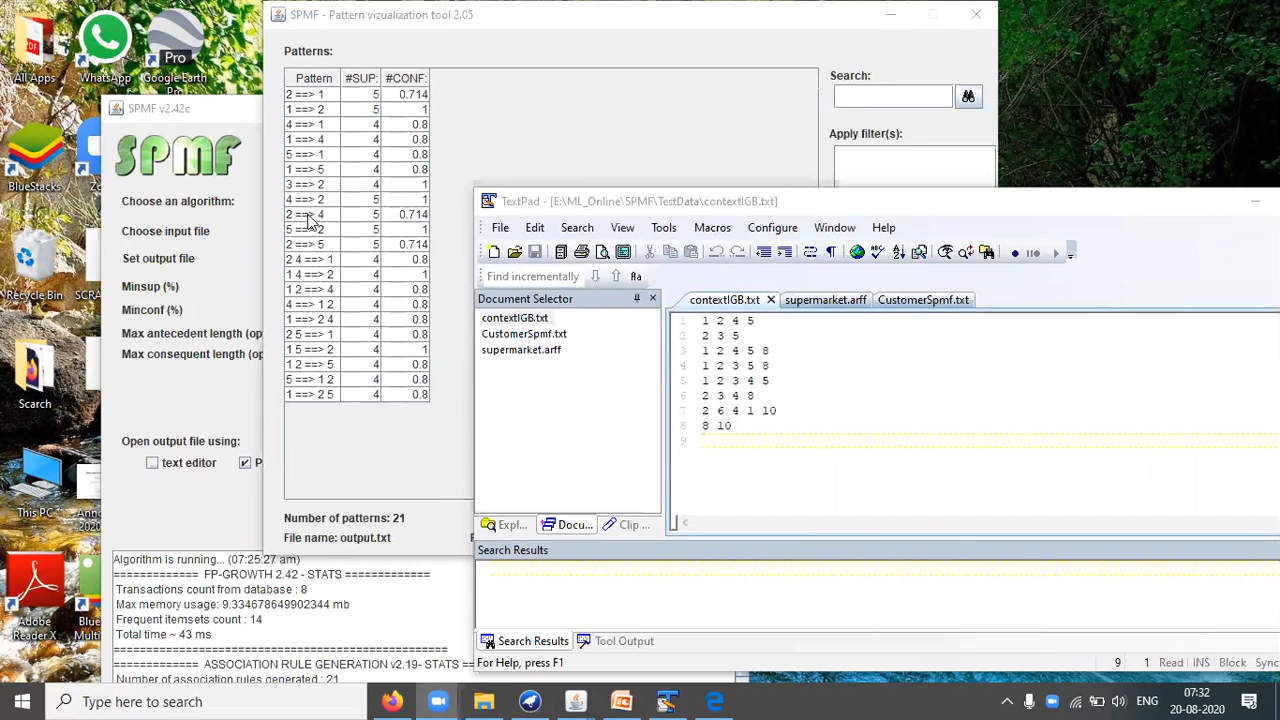 All Apps
WhatsApp
Google Earth
Pro
BlueStacks
Recycle Bin
Search
This PC
2020
Adobe
Reader X
SPMF - Pattern vizualization tool 2.05
Patterns:
Pattern #SUP: #CONF:
2 ==> 1 5 0.714
1 ==> 2 5 1
4 ==> 1 4 0.8
1 ==> 4 4 0.8
5 ==> 1 4 0.8
1 ==> 5 4 0.8
3 ==> 2 4 1
4 ==> 2 5 1
2 ==> 4 5 0.714
5 ==> 2 5 1
2 ==> 5 5 0.714
2 4 ==> 1 4 0.8
1 4 ==> 2 4 1
1 2 ==> 4 4 0.8
4 ==> 1 2 4 0.8
1 ==> 2 4 4 0.8
2 5 ==> 1 4 0.8
1 5 ==> 2 4 1
1 2 ==> 5 4 0.8
5 ==> 1 2 4 0.8
1 ==> 2 5 4 0.8
Number of patterns: 21
File name: output.txt
Search:
Apply filter(s):
SPMF v2.42c
SPMF
Choose an algorithm:
Choose input file
Set output file
Minsup (%)
Minconf (%)
Max antecedent length (op
Max consequent length (op
Open output file using:
text editor
Algorithm is running... (07:25:27 am)
============= FP-GROWTH 2.42 - STATS =============
Transactions count from database : 8
Max memory usage: 9.334678649902344 mb
Frequent itemsets count : 14
Total time ~ 43 ms
ASSOCIATION RULE GENERATION v2.19- STATS
Number of association rules generated : 21
TextPad - [E:\ML_Online\SPMF\TestData\contextIGB.txt]
File Edit Search View Tools Macros Configure Window Help
Find incrementally
Document Selector
contextIGB.txt
CustomerSpmf.txt
supermarket.arff
contextIGB.txt supermarket.arff CustomerSpmf.txt
1 1 2 4 5
2 2 3 5
3 1 2 4 5 8
4 1 2 3 5 8
5 1 2 3 4 5
6 2 3 4 8
7 2 6 4 1 10
8 8 10
9
Expl... Docu... Clip ...
Search Results
Search Results Tool Output
For Help, press F1
9 1 Read INS Block Sync
Type here to search
ENG
07:32
20-08-2020